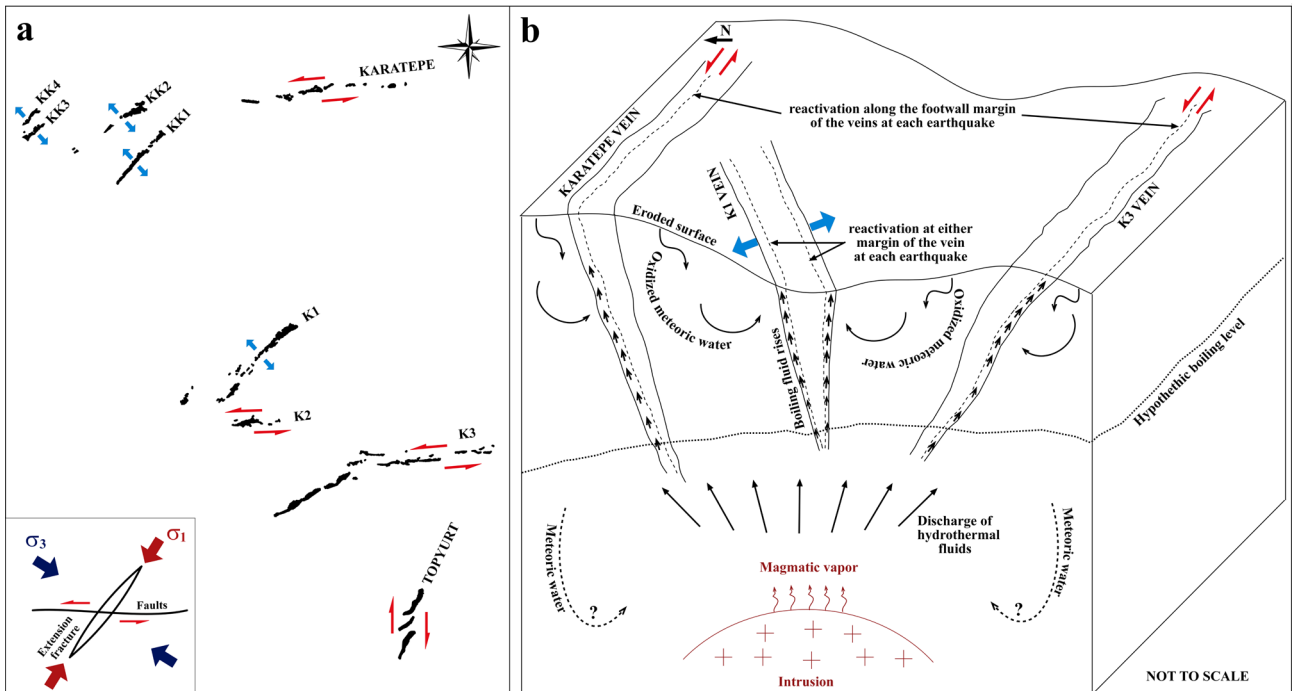 a
KARATEPE
KK4
KK3
KK2
KK1
K1
K2
K3
TOPYURT
σ3
σ1
Faults
Extension
fracture
b
N
reactivation along the footwall margin
of the veins at each earthquake
KARATEPE VEIN
K1 VEIN
K3 VEIN
Eroded surface
reactivation at either
margin of the vein
at each earthquake
Oxidized meteoric water
Oxidized meteoric water
Boiling fluid rises
Hypothethic boiling level
Discharge of
hydrothermal
fluids
Meteoric water
?
Meteoric water
?
Magmatic vapor
Intrusion
NOT TO SCALE